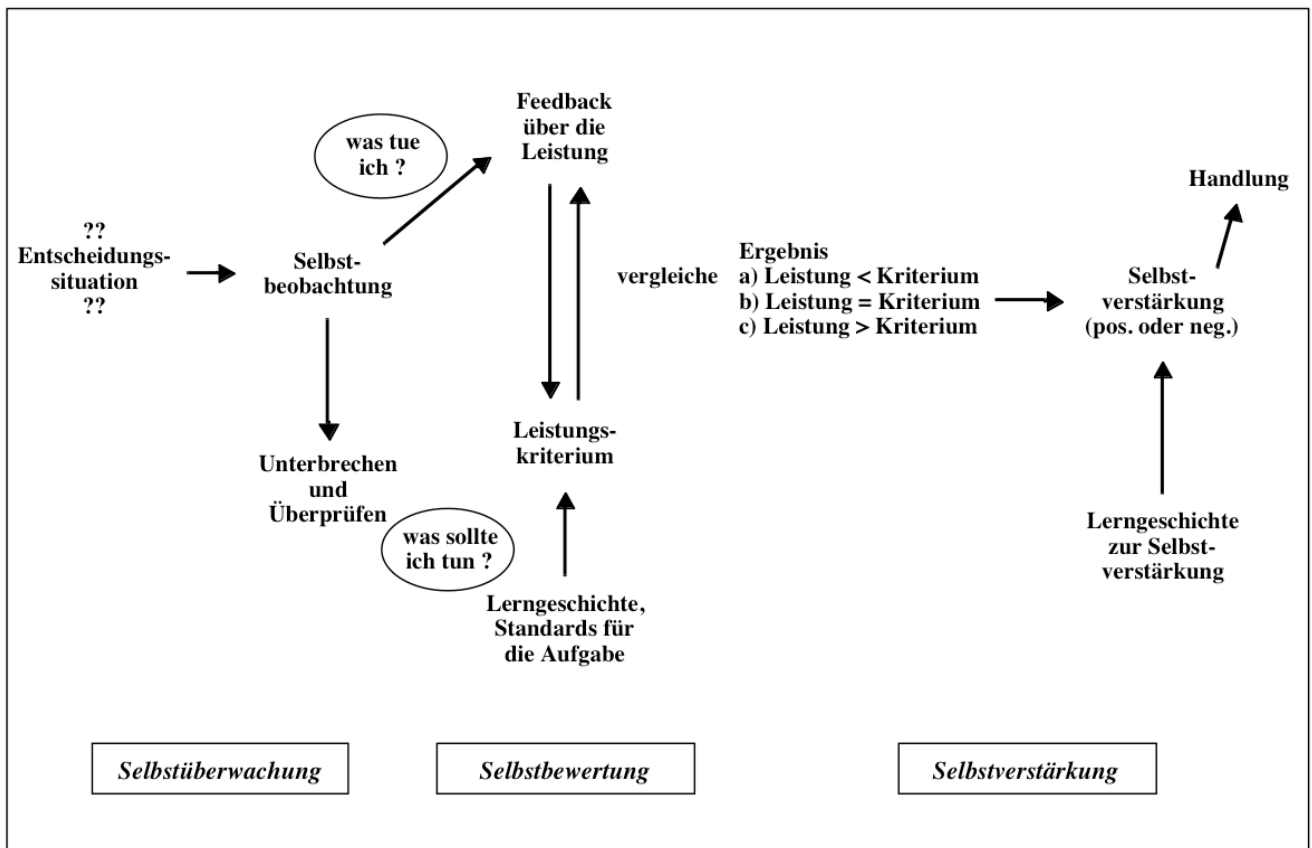 Feedback
über die
Leistung
was tue
ich ?
Handlung
??
Entscheidungs-
situation
??
Selbst-
beobachtung
vergleiche
Ergebnis
a) Leistung < Kriterium
b) Leistung = Kriterium
c) Leistung > Kriterium
Selbst-
verstärkung
(pos. oder neg.)
Leistungs-
kriterium
Unterbrechen
und
Überprüfen
was sollte
ich tun ?
Lerngeschichte
zur Selbst-
verstärkung
Lerngeschichte,
Standards für
die Aufgabe
Selbstüberwachung
Selbstbewertung
Selbstverstärkung